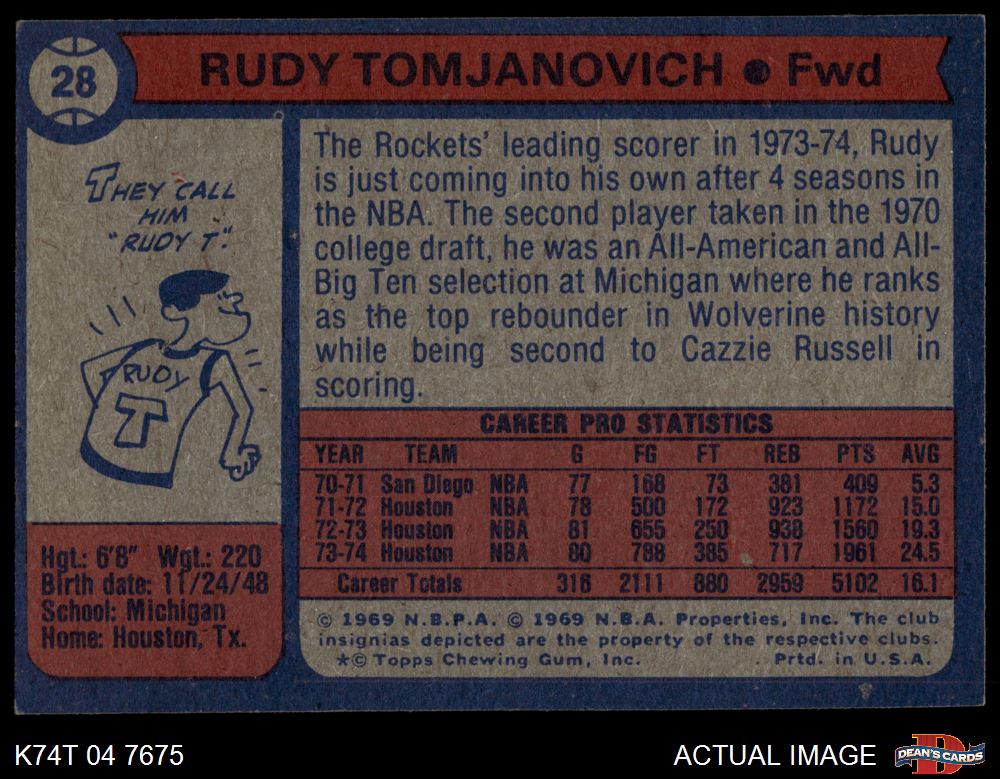 28
RUDY TOMJANOVICH ● Fwd
THEY CALL
HIM
"RUDY T".
RUDY
T
Hgt.: 6'8" Wgt.: 220
Birth date: 11/24/48
School: Michigan
Home: Houston, Tx.
The Rockets' leading scorer in 1973-74, Rudy
is just coming into his own after 4 seasons in
the NBA. The second player taken in the 1970
college draft, he was an All-American and All-
Big Ten selection at Michigan where he ranks
as the top rebounder in Wolverine history
while being second to Cazzie Russell in
scoring.
CAREER PRO STATISTICS
YEAR TEAM G FG FT REB PTS AVG
70-71 San Diego NBA 77 168 73 381 409 5.3
71-72 Houston NBA 78 500 172 923 1172 15.0
72-73 Houston NBA 81 655 250 938 1560 19.3
73-74 Houston NBA 80 788 385 717 1961 24.5
Career Totals 316 2111 880 2959 5102 16.1
© 1969 N.B.P.A. © 1969 N.B.A. Properties, Inc. The club
insignias depicted are the property of the respective clubs.
*© Topps Chewing Gum, Inc. Prtd. in U.S.A.
K74T 04 7675
ACTUAL IMAGE
D
DEAN'S CARDS